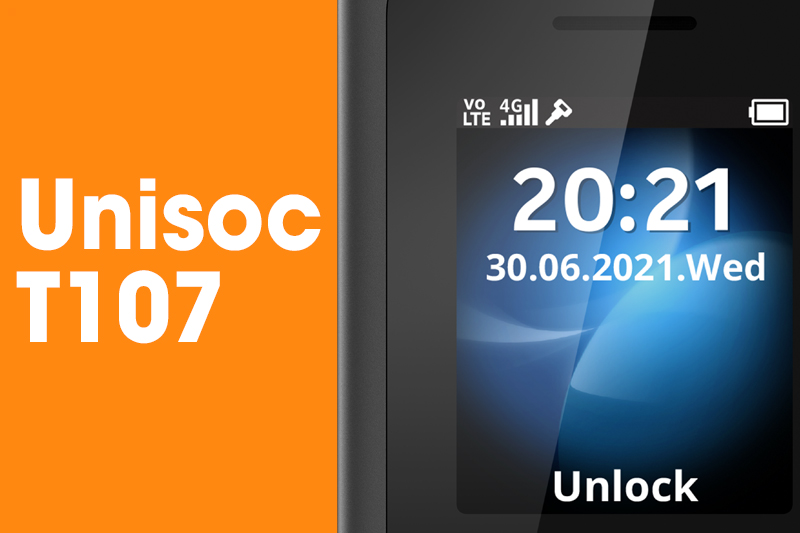 Unisoc
T107
VO
LTE 4G
20:21
30.06.2021.Wed
Unlock